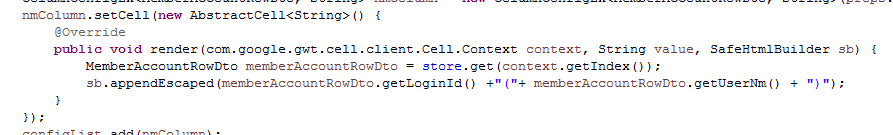 nmColumn.setCell(new AbstractCell<String>() {
@Override
public void render(com.google.gwt.cell.client.Cell.Context context, String value, SafeHtmlBuilder sb) {
MemberAccountRowDto memberAccountRowDto = store.get(context.getIndex());
sb.appendEscaped(memberAccountRowDto.getLoginId() +"("+ memberAccountRowDto.getUserNm() + ")");
}
});
configList.add(nmColumn);